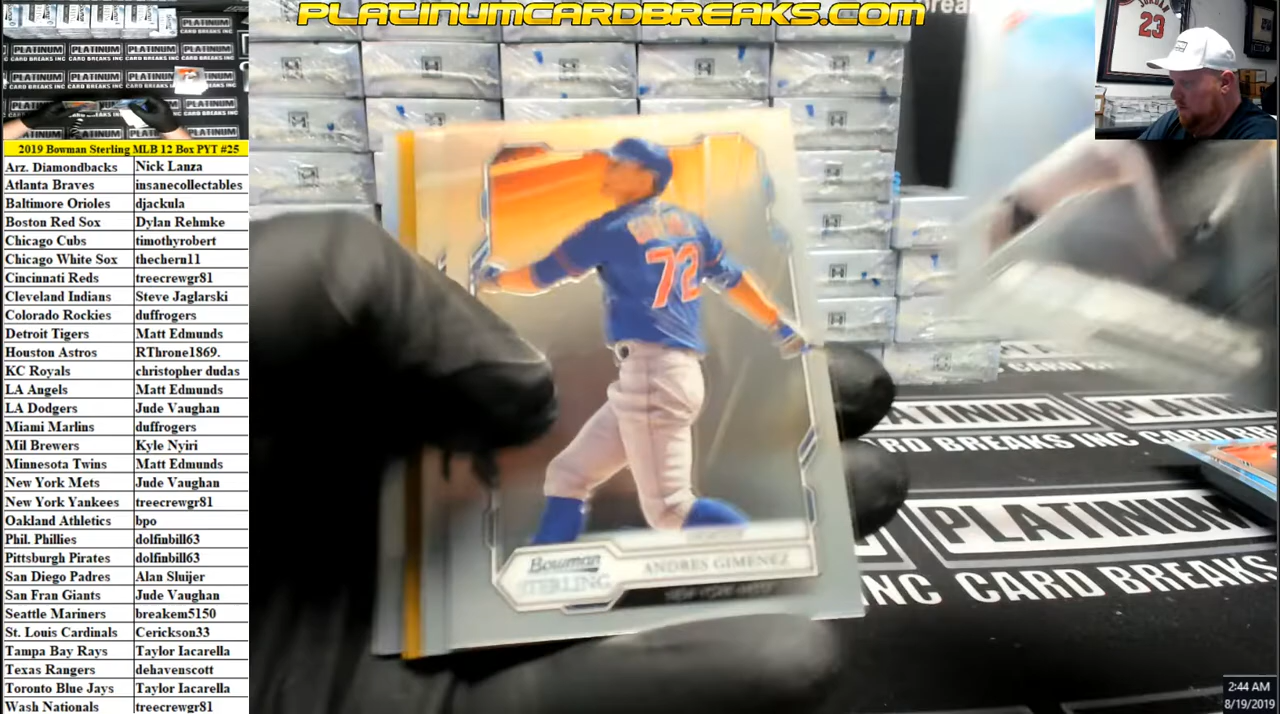 PLATINUMCARDBREAKS.COM
2019 Bowman Sterling MLB 12 Box PYT #25
Arz. Diamondbacks Nick Lanza
Atlanta Braves insanecollectables
Baltimore Orioles djackula
Boston Red Sox Dylan Rehmke
Chicago Cubs timothyrobert
Chicago White Sox thechern11
Cincinnati Reds treecrewgr81
Cleveland Indians Steve Jaglarski
Colorado Rockies duffrogers
Detroit Tigers Matt Edmunds
Houston Astros RThrone1869.
KC Royals christopher dudas
LA Angels Matt Edmunds
LA Dodgers Jude Vaughan
Miami Marlins duffrogers
Mil Brewers Kyle Nyiri
Minnesota Twins Matt Edmunds
New York Mets Jude Vaughan
New York Yankees treecrewgr81
Oakland Athletics bpo
Phil. Phillies dolfinbill63
Pittsburgh Pirates dolfinbill63
San Diego Padres Alan Sluijer
San Fran Giants Jude Vaughan
Seattle Mariners breakem5150
St. Louis Cardinals Cerickson33
Tampa Bay Rays Taylor Iacarella
Texas Rangers dehavenscott
Toronto Blue Jays Taylor Iacarella
Wash Nationals treecrewgr81
72
Bowman
STERLING
ANDRES GIMENEZ
NEW YORK METS
23
PLATINUM
CARD BREAKS INC
PLATINUM
CARD BREAKS
2:44 AM
8/19/2019